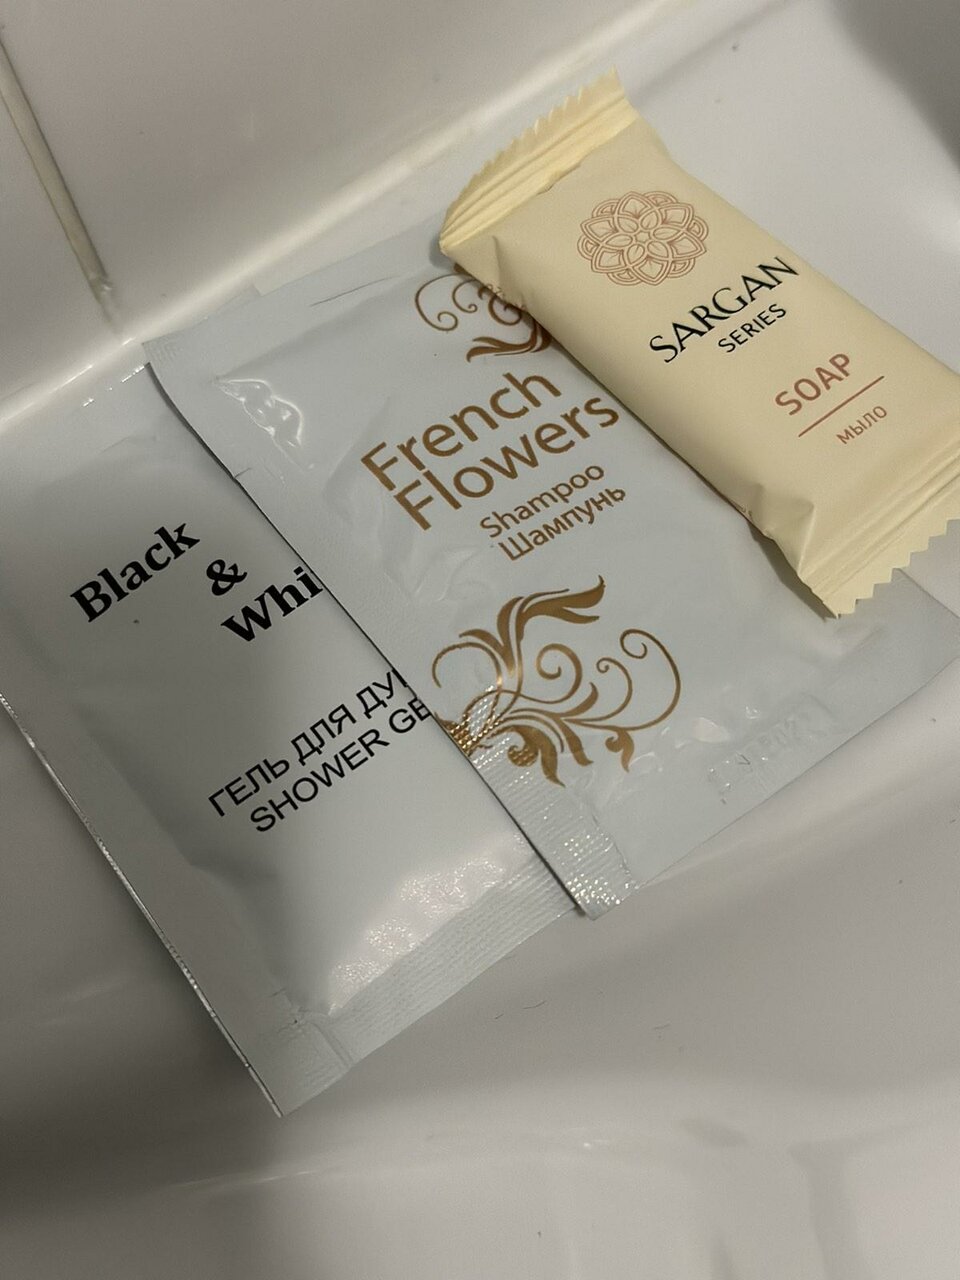 Black
&
Whi
ГЕЛЬ ДЛЯ ДУ
SHOWER GE
French
Flowers
Shampoo
Шампунь
SARGAN
SERIES
SOAP
мыло